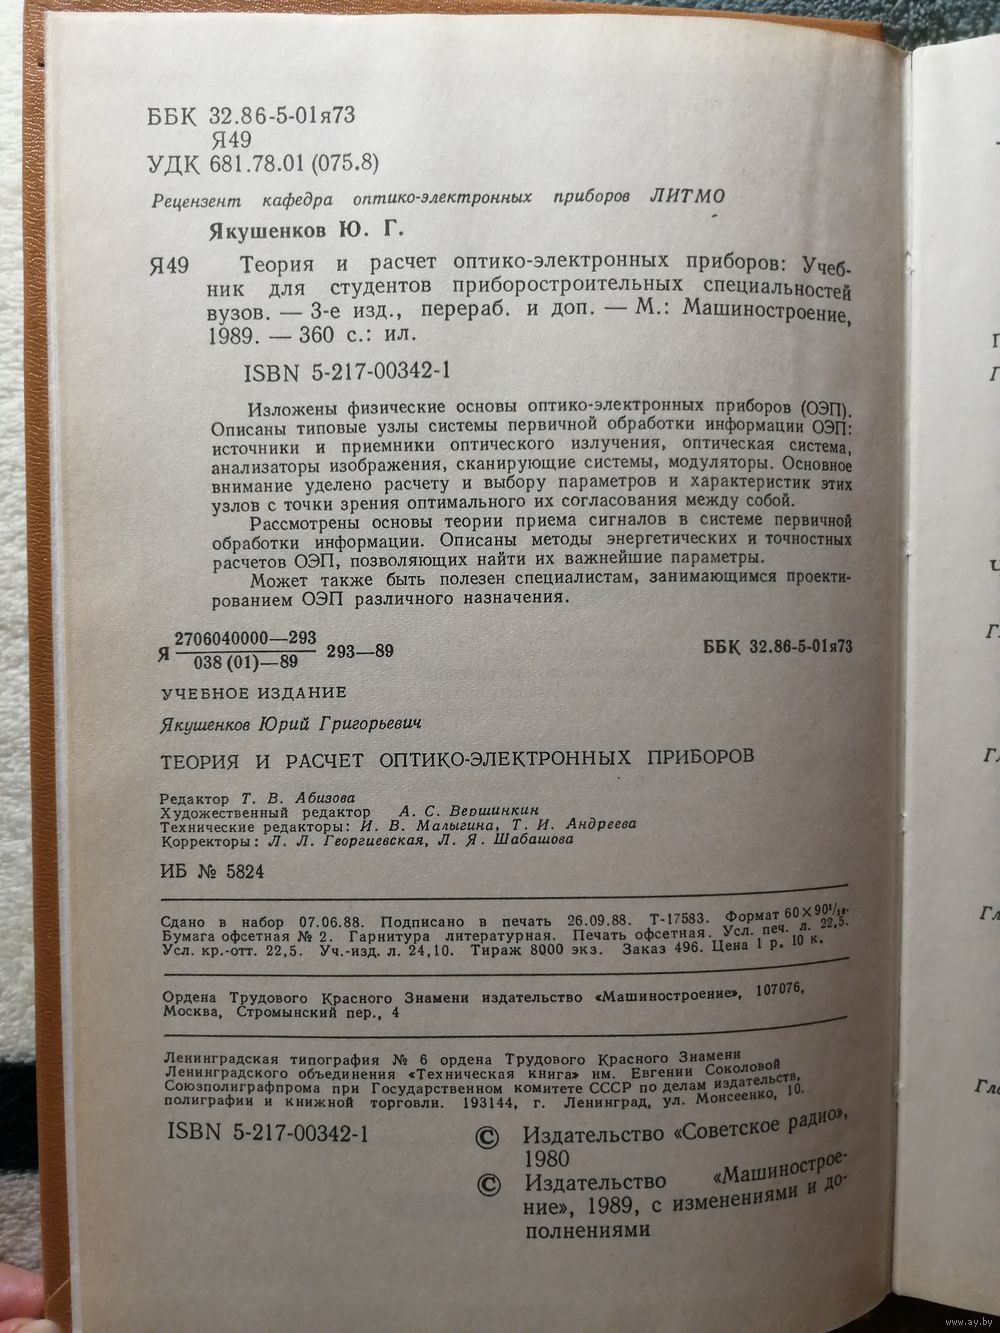 ББК 32.86-5-01я73
Я49
УДК 681.78.01 (075.8)
Рецензент кафедра оптико-электронных приборов ЛИТМО
Якушенков Ю. Г.
Я49 Теория и расчет оптико-электронных приборов: Учеб-
ник для студентов приборостроительных специальностей
вузов. — 3-е изд., перераб. и доп. — М.: Машиностроение,
1989. — 360 с.: ил.
ISBN 5-217-00342-1
Изложены физические основы оптико-электронных приборов (ОЭП).
Описаны типовые узлы системы первичной обработки информации ОЭП:
источники и приемники оптического излучения, оптическая система,
анализаторы изображения, сканирующие системы, модуляторы. Основное
внимание уделено расчету и выбору параметров и характеристик этих
узлов с точки зрения оптимального их согласования между собой.
Рассмотрены основы теории приема сигналов в системе первичной
обработки информации. Описаны методы энергетических и точностных
расчетов ОЭП, позволяющих найти их важнейшие параметры.
Может также быть полезен специалистам, занимающимся проекти-
рованием ОЭП различного назначения.
Я 2706040000—293
038 (01)—89 293—89 ББК 32.86-5-01я73
УЧЕБНОЕ ИЗДАНИЕ
Якушенков Юрий Григорьевич
ТЕОРИЯ И РАСЧЕТ ОПТИКО-ЭЛЕКТРОННЫХ ПРИБОРОВ
Редактор Т. В. Абизова
Художественный редактор А. С. Вершинкин
Технические редакторы: И. В. Малыгина, Т. И. Андреева
Корректоры: Л. Л. Георгиевская, Л. Я. Шабашова
ИБ № 5824
Сдано в набор 07.06.88. Подписано в печать 26.09.88. Т-17583. Формат 60×90¹/₁₆.
Бумага офсетная № 2. Гарнитура литературная. Печать офсетная. Усл. печ. л. 22,5.
Усл. кр.-отт. 22,5. Уч.-изд. л. 24,10. Тираж 8000 экз. Заказ 496. Цена 1 р. 10 к.
Ордена Трудового Красного Знамени издательство «Машиностроение», 107076,
Москва, Стромынский пер., 4
Ленинградская типография № 6 ордена Трудового Красного Знамени
Ленинградского объединения «Техническая книга» им. Евгении Соколовой
Союзполиграфпрома при Государственном комитете СССР по делам издательств,
полиграфии и книжной торговли. 193144, г. Ленинград, ул. Моисеенко, 10.
ISBN 5-217-00342-1
© Издательство «Советское радио»,
1980
© Издательство «Машинострое-
ние», 1989, с изменениями и до-
полнениями
www.ay.by